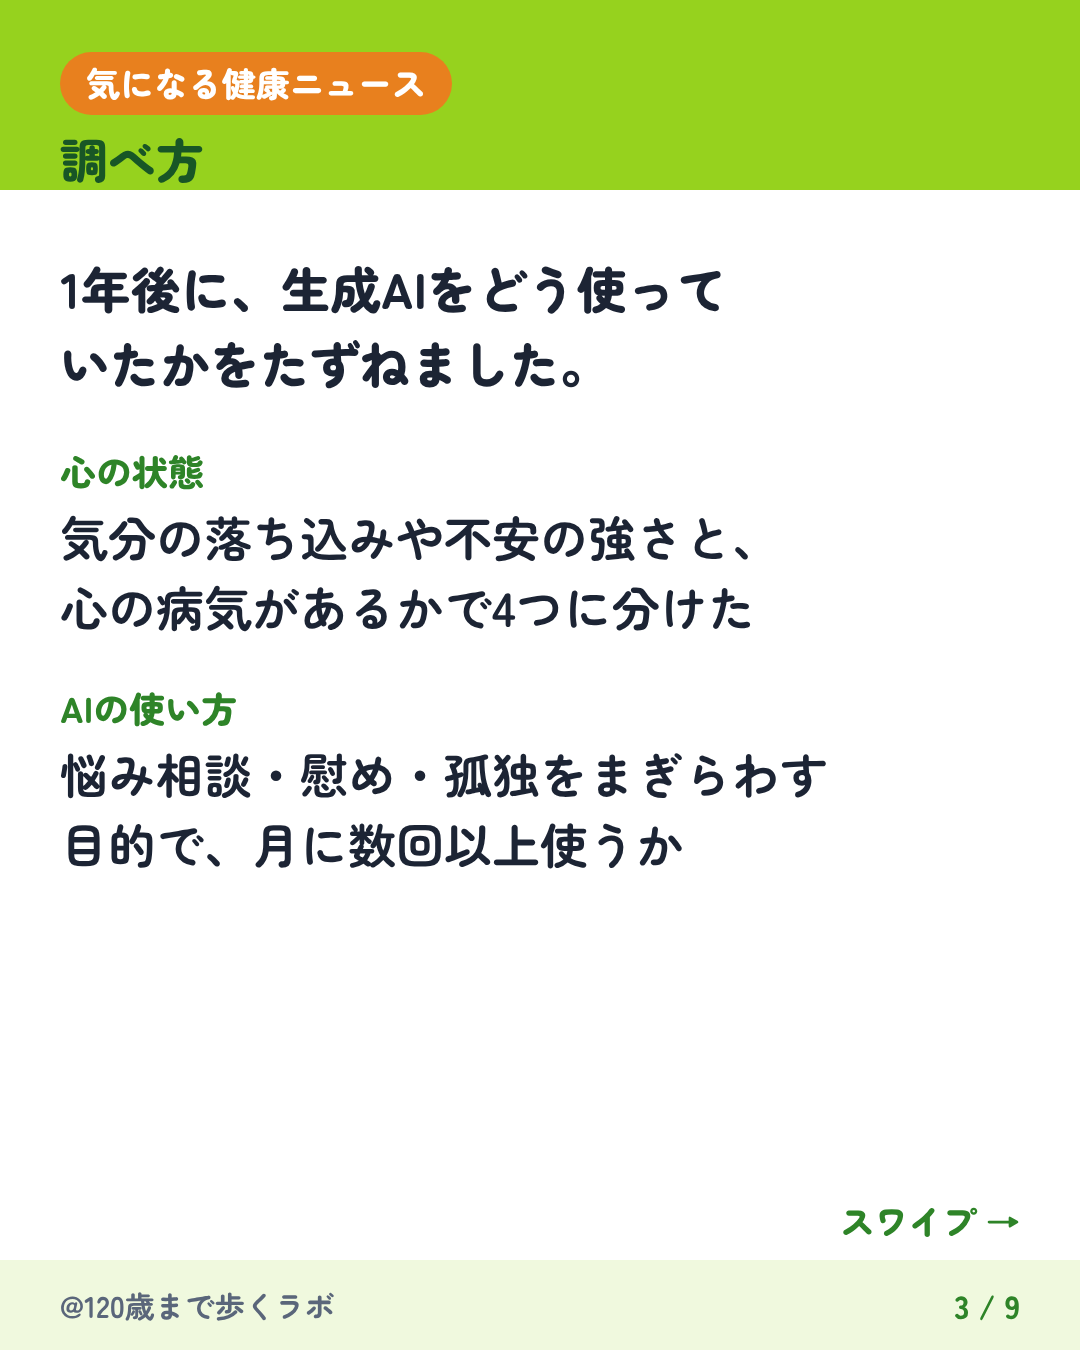 気になる健康ニュース
調べ方
1年後に、生成AIをどう使って
いたかをたずねました。
心の状態
気分の落ち込みや不安の強さと、
心の病気があるかで4つに分けた
AIの使い方
悩み相談・慰め・孤独をまぎらわす
目的で、月に数回以上使うか
スワイプ →
@120歳まで歩くラボ
3 / 9